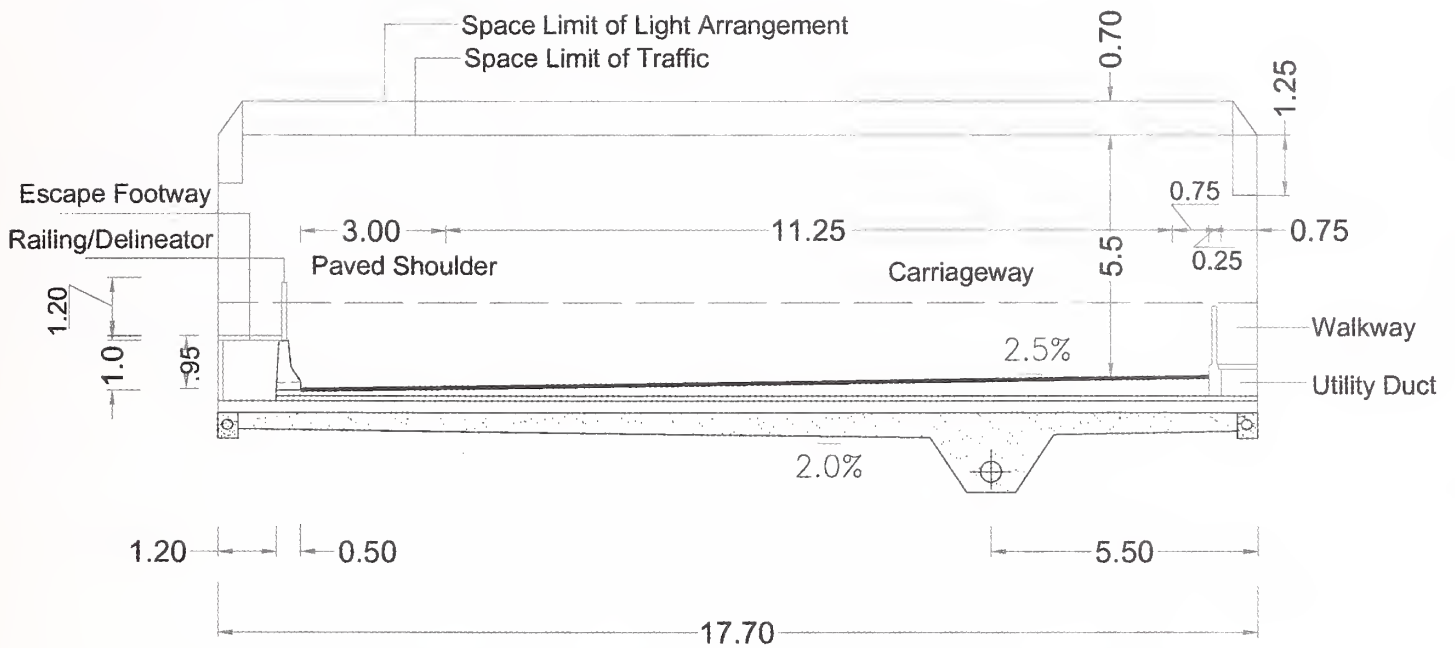 Space Limit of Light Arrangement
Space Limit of Traffic
0.70
1.25
Escape Footway
Railing/Delineator
3.00
Paved Shoulder
11.25
Carriageway
5.5
0.75
0.25
0.75
1.20
1.0
.95
2.5%
Walkway
Utility Duct
2.0%
1.20
0.50
5.50
17.70